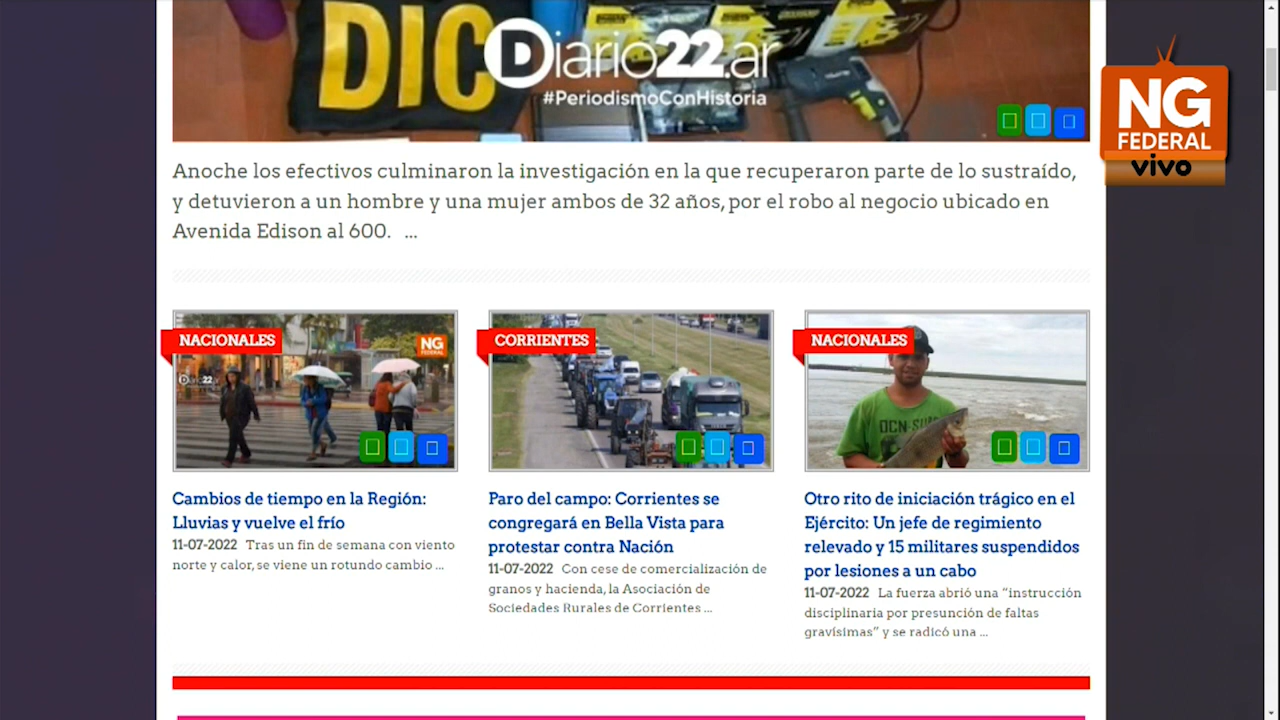 DIC
Diario22.ar
#PeriodismoConHistoria
NG
FEDERAL
vivo
Anoche los efectivos culminaron la investigación en la que recuperaron parte de lo sustraído,
y detuvieron a un hombre y una mujer ambos de 32 años, por el robo al negocio ubicado en
Avenida Edison al 600. ...
NACIONALES
NG
FEDERAL
Diario22.ar
Cambios de tiempo en la Región:
Lluvias y vuelve el frío
11-07-2022 Tras un fin de semana con viento
norte y calor, se viene un rotundo cambio ...
CORRIENTES
Paro del campo: Corrientes se
congregará en Bella Vista para
protestar contra Nación
11-07-2022 Con cese de comercialización de
granos y hacienda, la Asociación de
Sociedades Rurales de Corrientes ...
NACIONALES
Otro rito de iniciación trágico en el
Ejército: Un jefe de regimiento
relevado y 15 militares suspendidos
por lesiones a un cabo
11-07-2022 La fuerza abrió una “instrucción
disciplinaria por presunción de faltas
gravísimas” y se radicó una ...